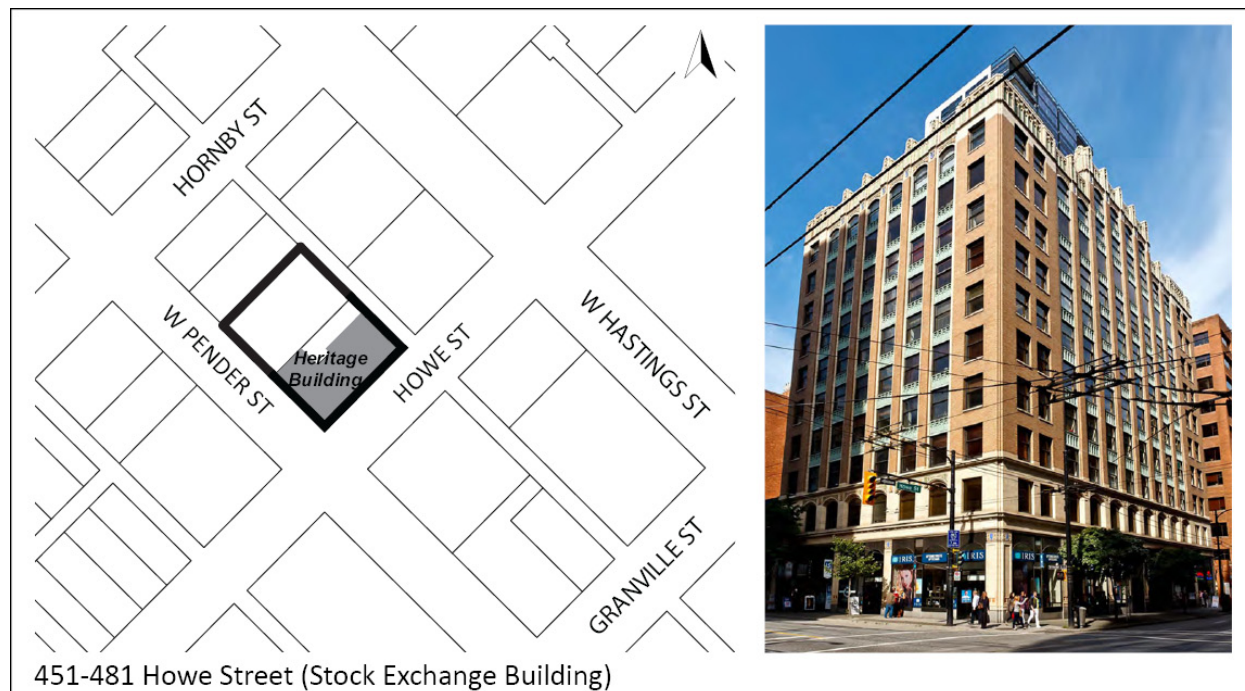 HORNBY ST
W PENDER ST
Heritage
Building
HOWE ST
W HASTINGS ST
GRANVILLE ST
IRIS
IRIS
IRIS
451-481 Howe Street (Stock Exchange Building)